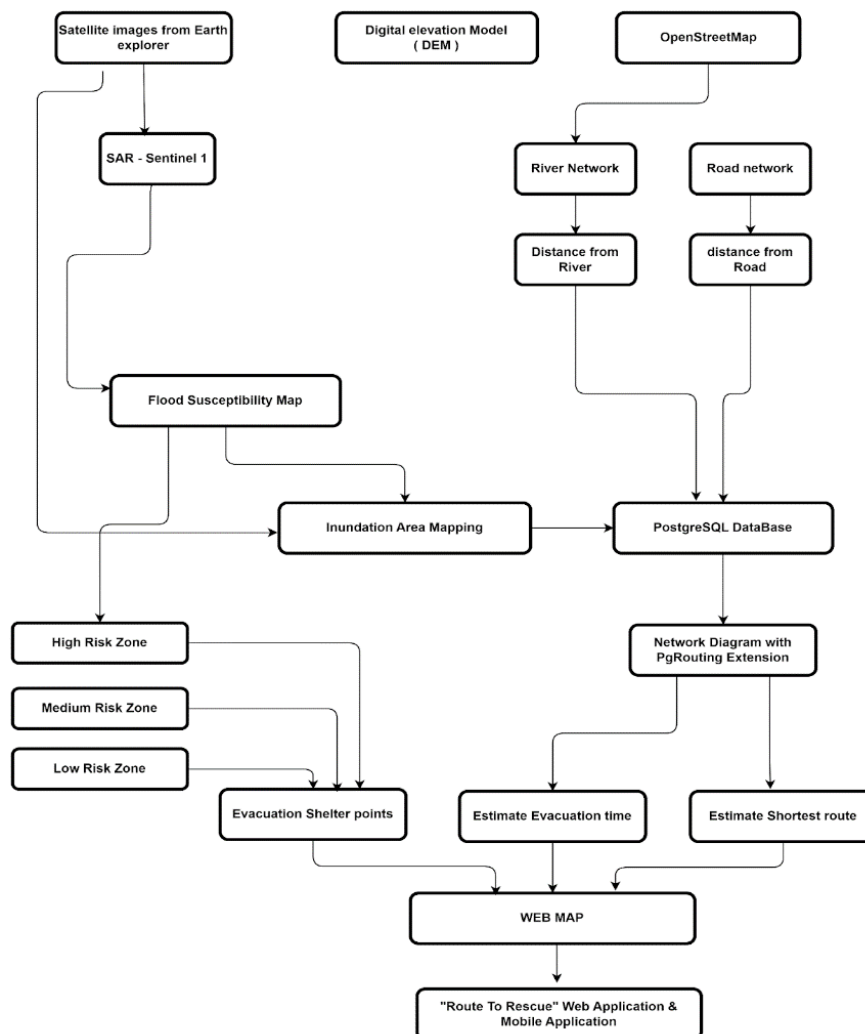 Satellite images from Earth
explorer
Digital elevation Model
( DEM )
OpenStreetMap
SAR - Sentinel 1
River Network
Road network
Distance from
River
distance from
Road
Flood Susceptibility Map
Inundation Area Mapping
PostgreSQL DataBase
High Risk Zone
Network Diagram with
PgRouting Extension
Medium Risk Zone
Low Risk Zone
Evacuation Shelter points
Estimate Evacuation time
Estimate Shortest route
WEB MAP
"Route To Rescue" Web Application &
Mobile Application